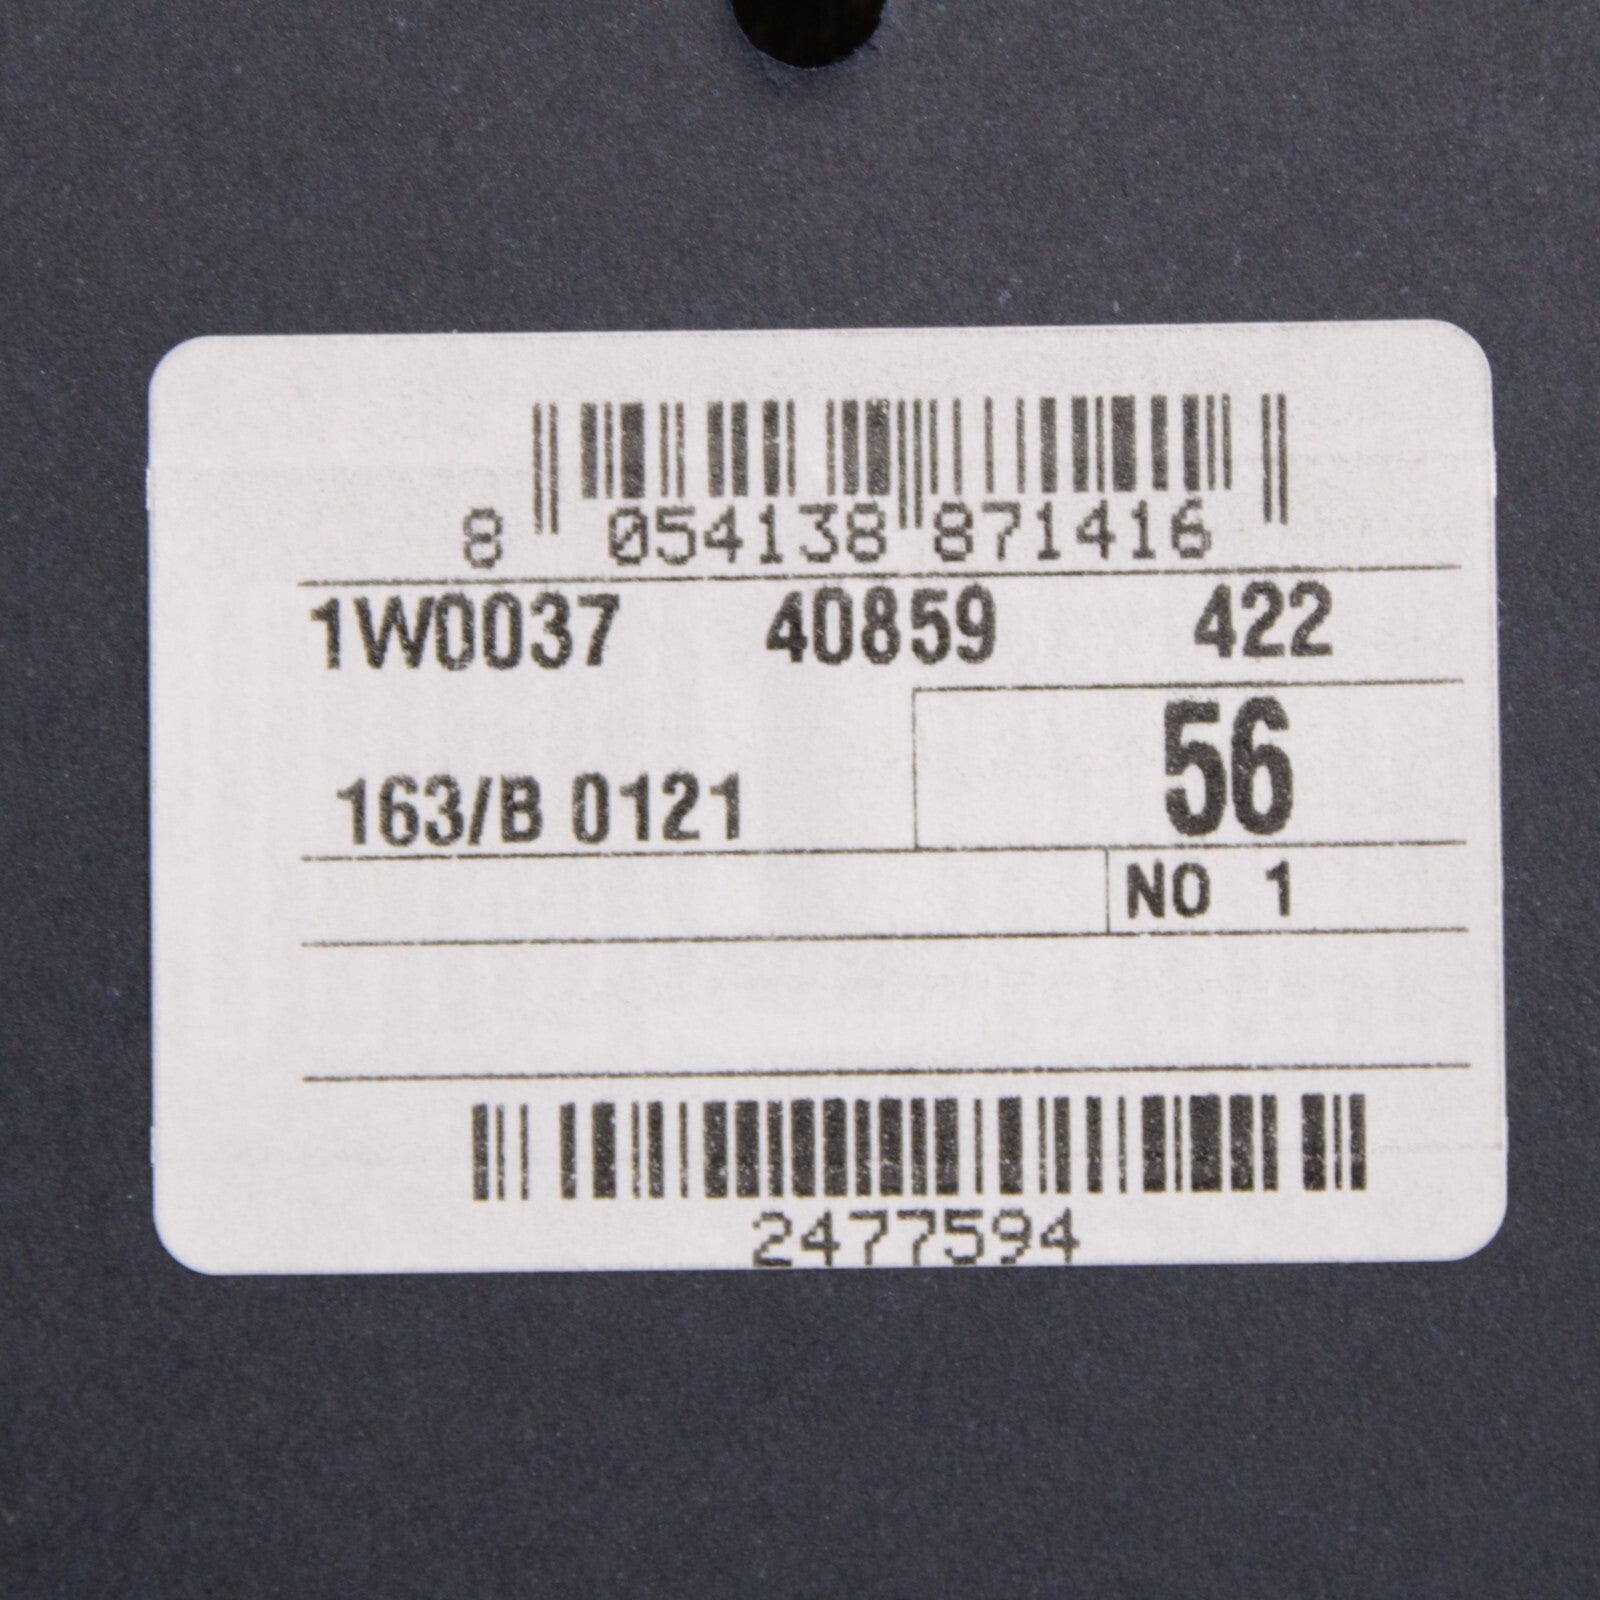 8 054138 871416
1W0037 40859 422
56
163/B 0121
NO 1
2477594